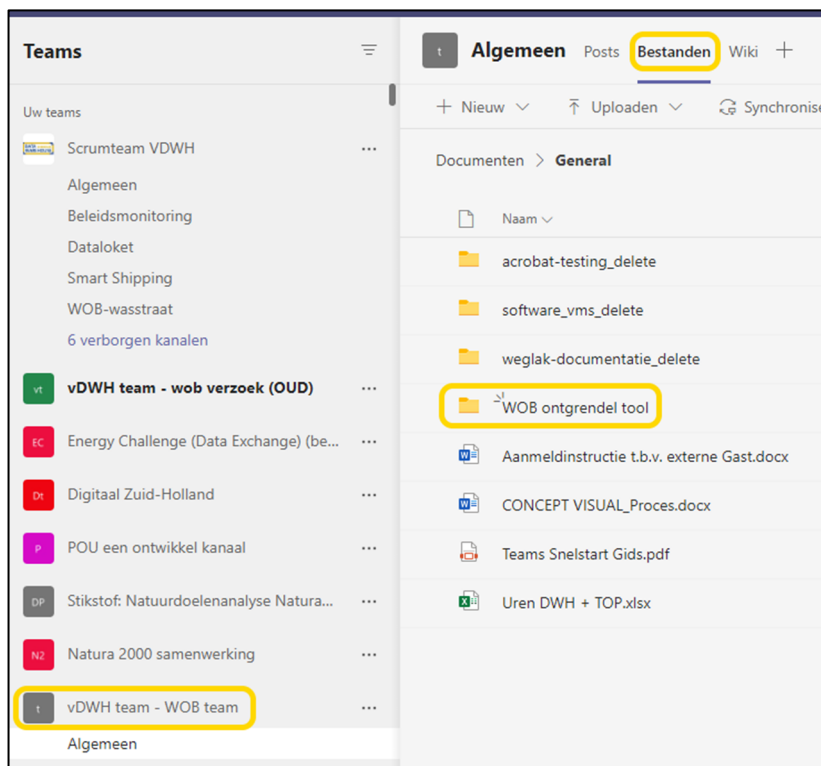 Teams
Uw teams
Scrumteam VDWH
Algemeen
Beleidsmonitoring
Dataloket
Smart Shipping
WOB-wasstraat
6 verborgen kanalen
vt vDWH team - wob verzoek (OUD)
EC Energy Challenge (Data Exchange) (be...
Dt Digitaal Zuid-Holland
P POU een ontwikkel kanaal
DP Stikstof: Natuurdoelenanalyse Natura...
N2 Natura 2000 samenwerking
t vDWH team - WOB team
Algemeen
t Algemeen Posts Bestanden Wiki
Nieuw Uploaden Synchronise
Documenten > General
Naam
acrobat-testing_delete
software_vms_delete
weglak-documentatie_delete
WOB ontgrendel tool
Aanmeldinstructie t.b.v. externe Gast.docx
CONCEPT VISUAL_Proces.docx
Teams Snelstart Gids.pdf
Uren DWH + TOP.xlsx